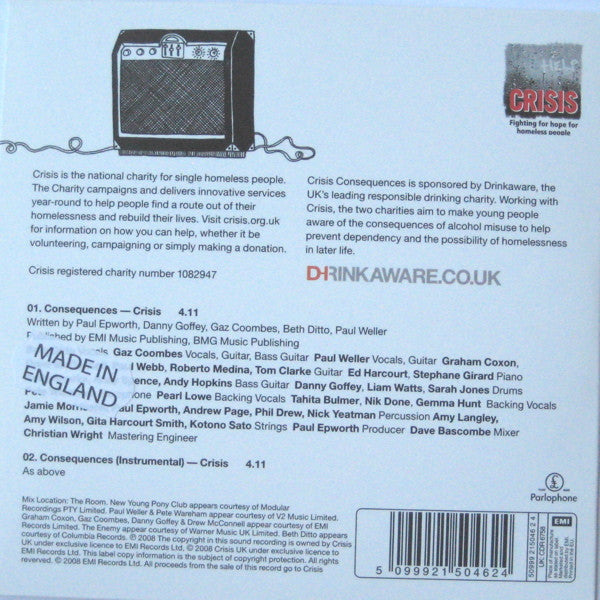 HELP
CRISIS
Fighting for hope for
homeless people
Crisis is the national charity for single homeless people.
The Charity campaigns and delivers innovative services
year-round to help people find a route out of their
homelessness and rebuild their lives. Visit crisis.org.uk
for information on how you can help, whether it be
volunteering, campaigning or simply making a donation.
Crisis registered charity number 1082947
Crisis Consequences is sponsored by Drinkaware, the
UK's leading responsible drinking charity. Working with
Crisis, the two charities aim to make young people
aware of the consequences of alcohol misuse to help
prevent dependency and the possibility of homelessness
in later life.
DRINKAWARE.CO.UK
01. Consequences — Crisis 4.11
Written by Paul Epworth, Danny Goffey, Gaz Coombes, Beth Ditto, Paul Weller
Published by EMI Music Publishing, BMG Music Publishing
Gaz Coombes Vocals, Guitar, Bass Guitar Paul Weller Vocals, Guitar Graham Coxon,
Webb, Roberto Medina, Tom Clarke Guitar Ed Harcourt, Stephane Girard Piano
Andy Hopkins Bass Guitar Danny Goffey, Liam Watts, Sarah Jones Drums
Pearl Lowe Backing Vocals Tahita Bulmer, Nik Done, Gemma Hunt Backing Vocals
Jamie Paul Epworth, Andrew Page, Phil Drew, Nick Yeatman Percussion Amy Langley,
Amy Wilson, Gita Harcourt Smith, Kotono Sato Strings Paul Epworth Producer Dave Bascombe Mixer
Christian Wright Mastering Engineer
MADE IN
ENGLAND
02. Consequences (Instrumental) — Crisis 4.11
As above
Mix Location: The Room. New Young Pony Club appears courtesy of Modular
Recordings PTY Limited. Paul Weller & Pete Wareham appear courtesy of V2 Music Limited.
Graham Coxon, Gaz Coombes, Danny Goffey & Drew McConnell appear courtesy of EMI
Records Limited. The Enemy appear courtesy of Warner Music UK Limited. Beth Ditto appears
courtesy of Columbia Records. ℗ 2008 The copyright in this sound recording is owned by Crisis
UK under exclusive licence to EMI Records Ltd. © 2008 Crisis UK Under exclusive licence to
EMI Records Ltd. This label copy information is the subject of copyright protection. All rights
reserved. © 2008 EMI Records Ltd. All proceeds from the sale of this record go to Crisis
Parlophone
5 099921 504624
50999 2 15046 2 4
UK: CDR 6758
EMI